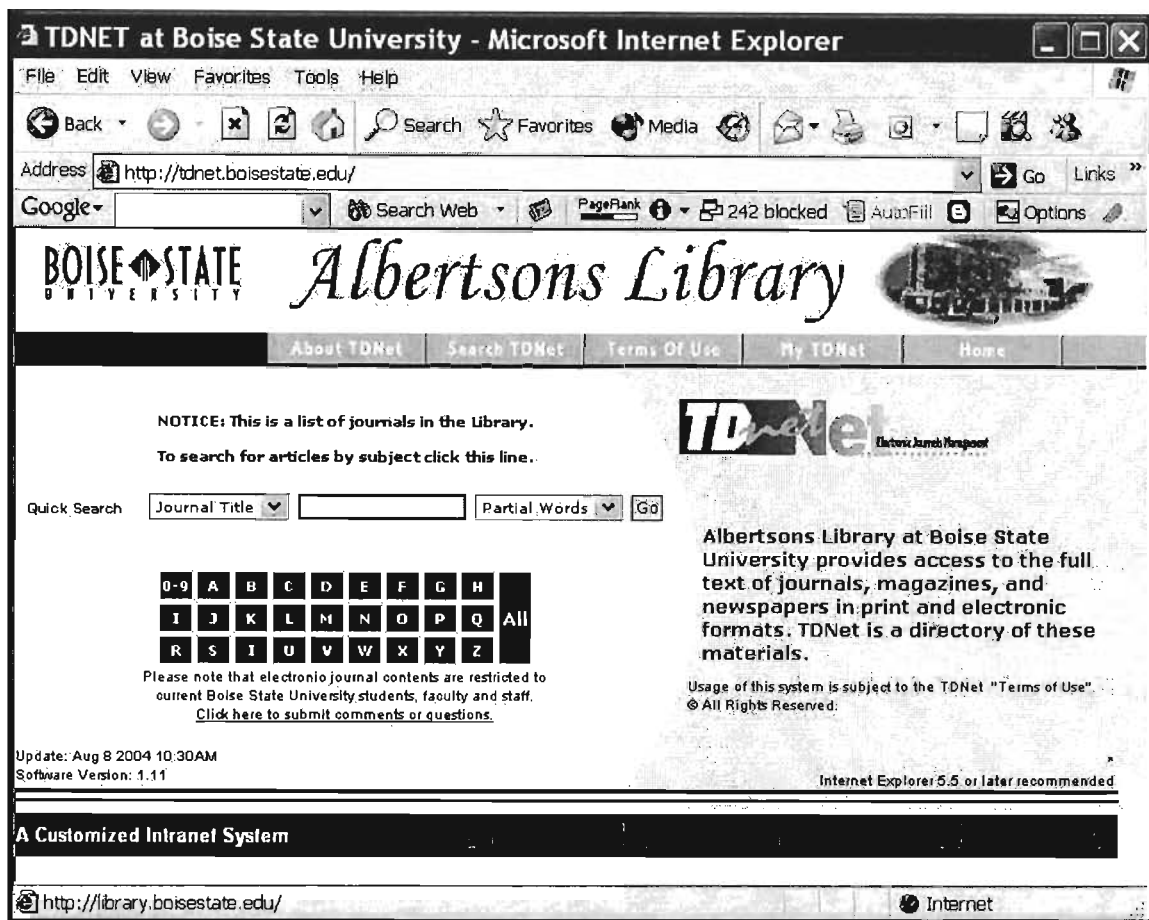 TDNET at Boise State University - Microsoft Internet Explorer
File Edit View Favorites Tools Help
Back Search Favorites Media
Address http://tdnet.boisestate.edu/ Go Links »
Google Search Web PageRank 242 blocked AutoFill Options
BOISE STATE
UNIVERSITY
Albertsons Library
About TDNet Search TDNet Terms Of Use My TDNet Home
NOTICE: This is a list of journals in the Library.
To search for articles by subject click this line.
Quick Search Journal Title Partial Words Go
0-9 A B C D E F G H
I J K L M N O P Q All
R S T U V W X Y Z
Please note that electronic journal contents are restricted to
current Boise State University students, faculty and staff.
Click here to submit comments or questions.
Update: Aug 8 2004 10:30AM
Software Version: 1.11
TDNet
Electronic Journals Management
Albertsons Library at Boise State
University provides access to the full
text of journals, magazines, and
newspapers in print and electronic
formats. TDNet is a directory of these
materials.
Usage of this system is subject to the TDNet "Terms of Use".
© All Rights Reserved.
Internet Explorer 5.5 or later recommended
A Customized Intranet System
http://library.boisestate.edu/ Internet